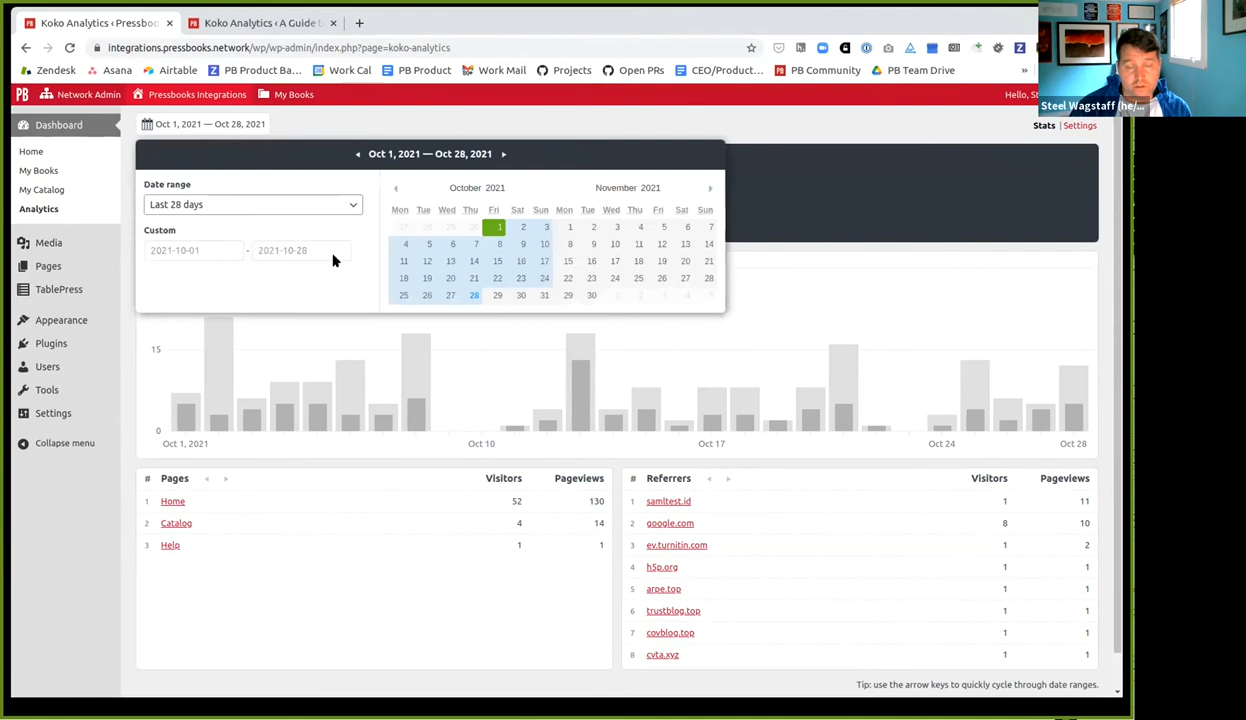 Koko Analytics ‹ Pressboo
Koko Analytics ‹ A Guide t
integrations.pressbooks.network/wp/wp-admin/index.php?page=koko-analytics
Zendesk
Asana
Airtable
PB Product Ba...
Work Cal
PB Product
Work Mail
Projects
Open PRs
CEO/Product...
PB Community
PB Team Drive
»
Steel Wagstaff (he/...
PB
Network Admin
Pressbooks Integrations
My Books
Hello, St
Dashboard
Home
My Books
My Catalog
Analytics
Media
Pages
TablePress
Appearance
Plugins
Users
Tools
Settings
Collapse menu
Oct 1, 2021 — Oct 28, 2021
Stats | Settings
Oct 1, 2021 — Oct 28, 2021
Date range
Last 28 days
Custom
2021-10-01 - 2021-10-28
October 2021
Mon Tue Wed Thu Fri Sat Sun
27 28 29 30 1 2 3
4 5 6 7 8 9 10
11 12 13 14 15 16 17
18 19 20 21 22 23 24
25 26 27 28 29 30 31
November 2021
Mon Tue Wed Thu Fri Sat Sun
1 2 3 4 5 6 7
8 9 10 11 12 13 14
15 16 17 18 19 20 21
22 23 24 25 26 27 28
29 30 1 2 3 4 5
15
0
Oct 1, 2021
Oct 10
Oct 17
Oct 24
Oct 28
# Pages Visitors Pageviews
1 Home 52 130
2 Catalog 4 14
3 Help 1 1
# Referrers Visitors Pageviews
1 samltest.id 1 11
2 google.com 8 10
3 ev.turnitin.com 1 2
4 h5p.org 1 1
5 arpe.top 1 1
6 trustblog.top 1 1
7 covblog.top 1 1
8 cvta.xyz 1 1
Tip: use the arrow keys to quickly cycle through date ranges.